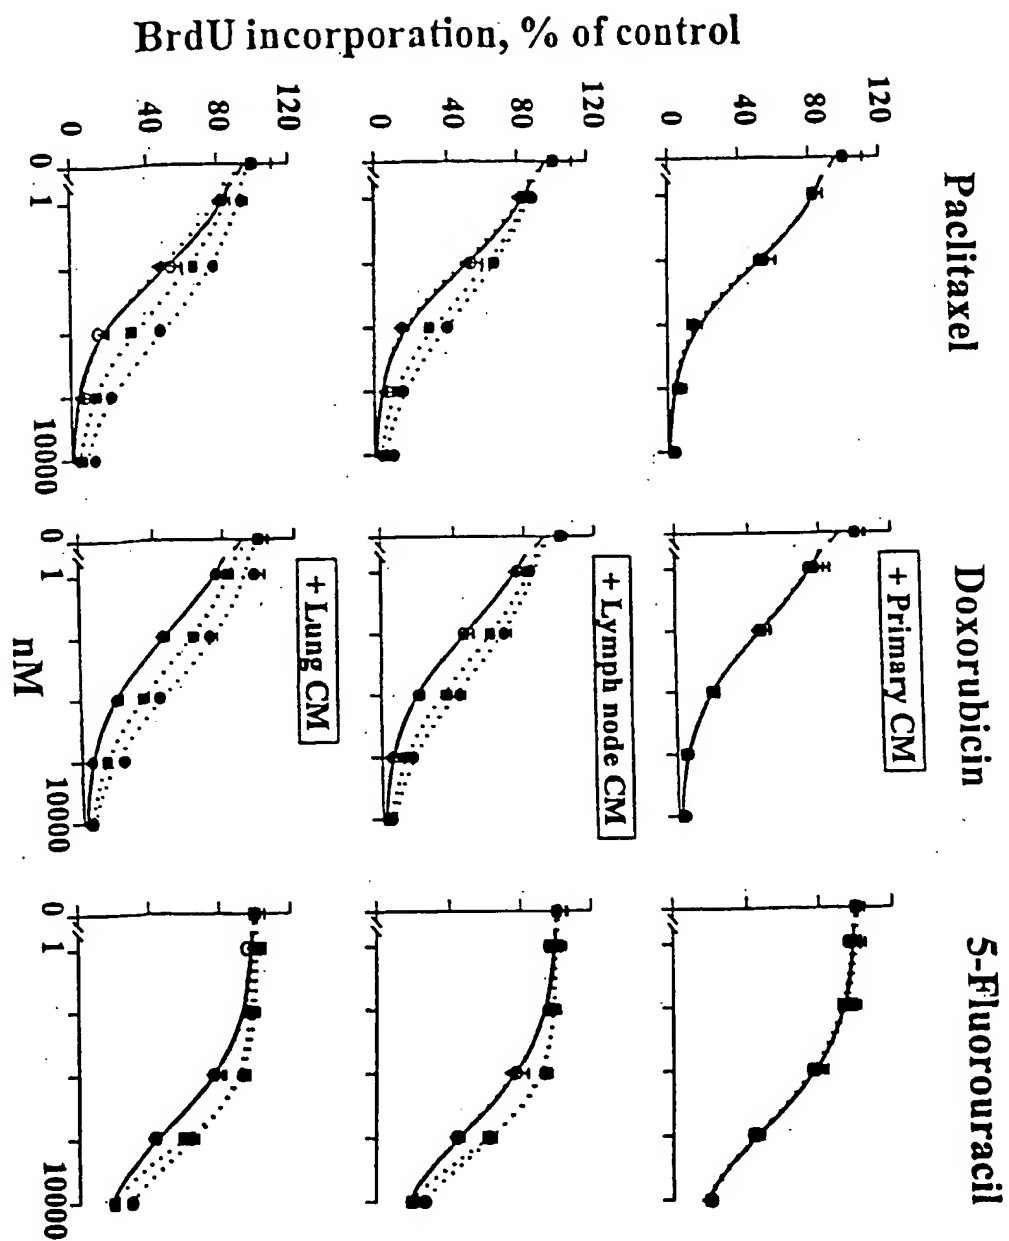 Paclitaxel
Doxorubicin
5-Fluorouracil
BrdU incorporation, % of control
120
80
40
0
+ Primary CM
120
80
40
0
+ Lymph node CM
120
80
40
0
+ Lung CM
0 1 10000
0 1 10000
0 1 10000
nM